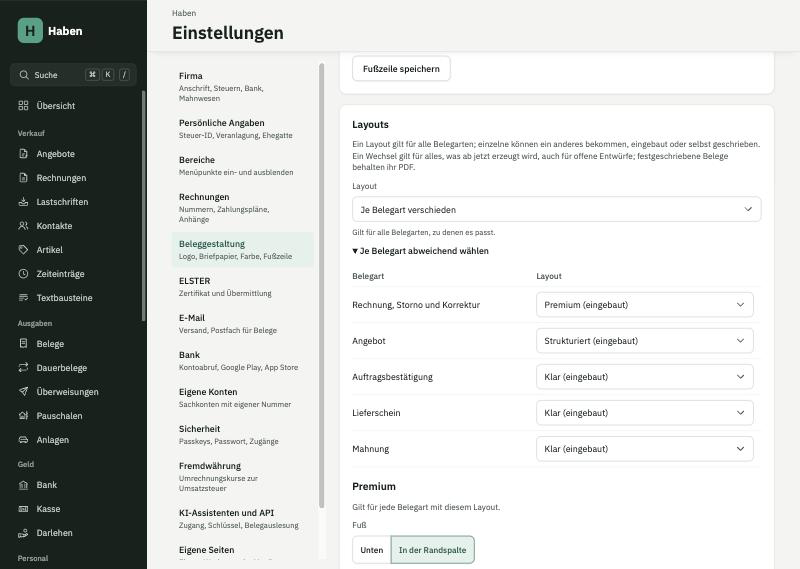 H Haben
Suche ⌘ K /
Übersicht
Verkauf
Angebote
Rechnungen
Lastschriften
Kontakte
Artikel
Zeiteinträge
Textbausteine
Ausgaben
Belege
Dauerbelege
Überweisungen
Pauschalen
Anlagen
Geld
Bank
Kasse
Darlehen
Personal
Haben
Einstellungen
Firma
Anschrift, Steuern, Bank,
Mahnwesen
Persönliche Angaben
Steuer-ID, Veranlagung, Ehegatte
Bereiche
Menüpunkte ein- und ausblenden
Rechnungen
Nummern, Zahlungspläne,
Anhänge
Beleggestaltung
Logo, Briefpapier, Farbe, Fußzeile
ELSTER
Zertifikat und Übermittlung
E-Mail
Versand, Postfach für Belege
Bank
Kontoabruf, Google Play, App Store
Eigene Konten
Sachkonten mit eigener Nummer
Sicherheit
Passkeys, Passwort, Zugänge
Fremdwährung
Umrechnungskurse zur
Umsatzsteuer
KI-Assistenten und API
Zugang, Schlüssel, Belegauslesung
Eigene Seiten
Fußzeile speichern
Layouts
Ein Layout gilt für alle Belegarten; einzelne können ein anderes bekommen, eingebaut oder selbst geschrieben.
Ein Wechsel gilt für alles, was ab jetzt erzeugt wird, auch für offene Entwürfe; festgeschriebene Belege
behalten ihr PDF.
Layout
Je Belegart verschieden
Gilt für alle Belegarten, zu denen es passt.
▼ Je Belegart abweichend wählen
Belegart Layout
Rechnung, Storno und Korrektur Premium (eingebaut)
Angebot Strukturiert (eingebaut)
Auftragsbestätigung Klar (eingebaut)
Lieferschein Klar (eingebaut)
Mahnung Klar (eingebaut)
Premium
Gilt für jede Belegart mit diesem Layout.
Fuß
Unten In der Randspalte